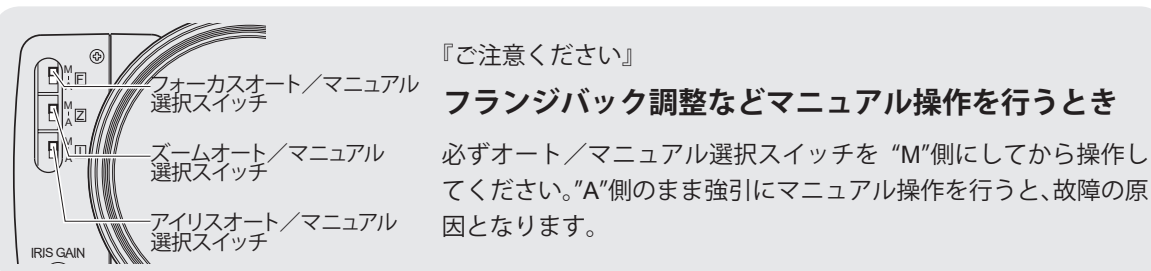 M
A
F
M
A
Z
M
A
I
フォーカスオート／マニュアル
選択スイッチ
ズームオート／マニュアル
選択スイッチ
アイリスオート／マニュアル
選択スイッチ
IRIS GAIN
『ご注意ください』
フランジバック調整などマニュアル操作を行うとき
必ずオート／マニュアル選択スイッチを “M”側にしてから操作し
てください。”A”側のまま強引にマニュアル操作を行うと、故障の原
因となります。